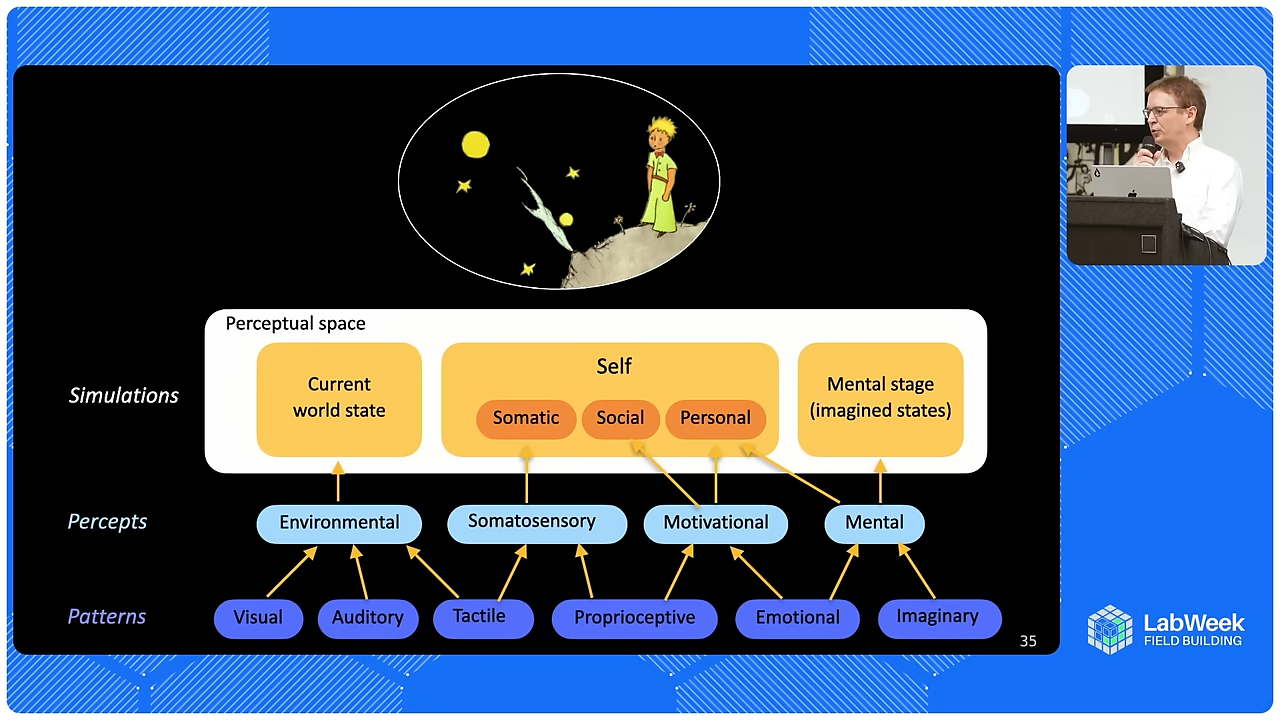 Perceptual space
Simulations
Current
world state
Self
Somatic
Social
Personal
Mental stage
(imagined states)
Percepts
Environmental
Somatosensory
Motivational
Mental
Patterns
Visual
Auditory
Tactile
Proprioceptive
Emotional
Imaginary
35
LabWeek
FIELD BUILDING